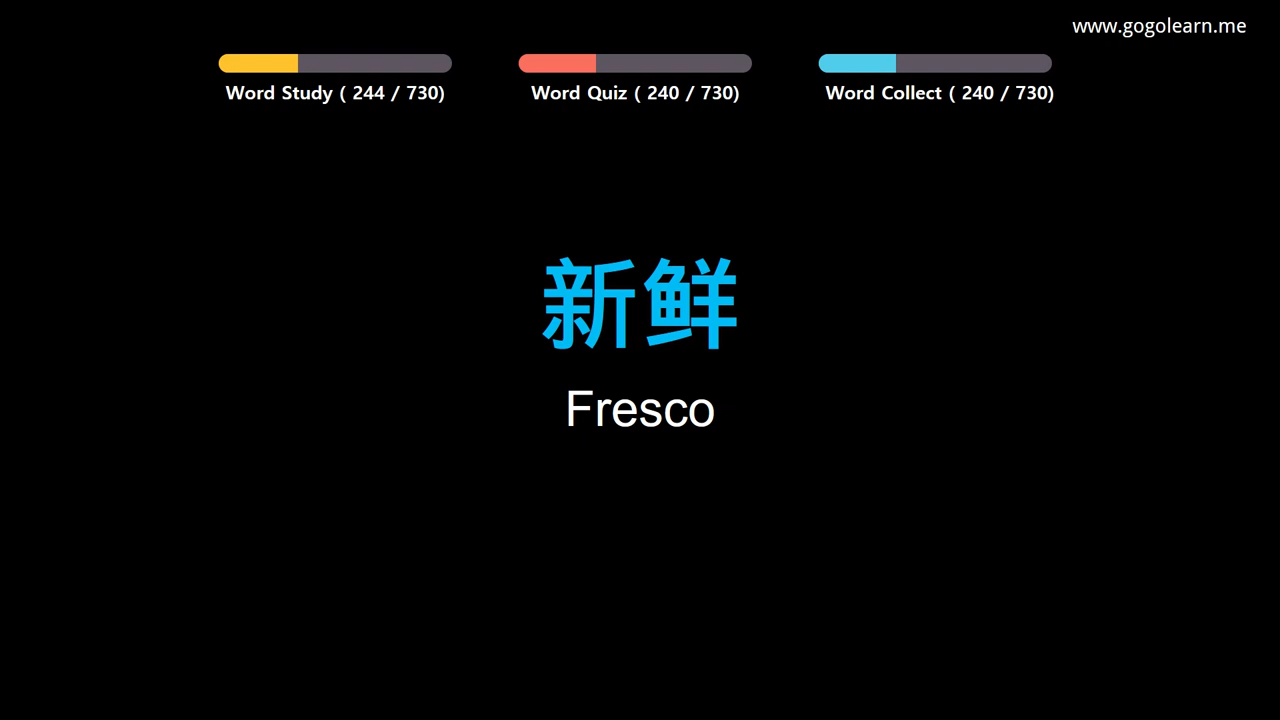 www.gogolearn.me
Word Study ( 244 / 730)
Word Quiz ( 240 / 730)
Word Collect ( 240 / 730)
新鲜
Fresco